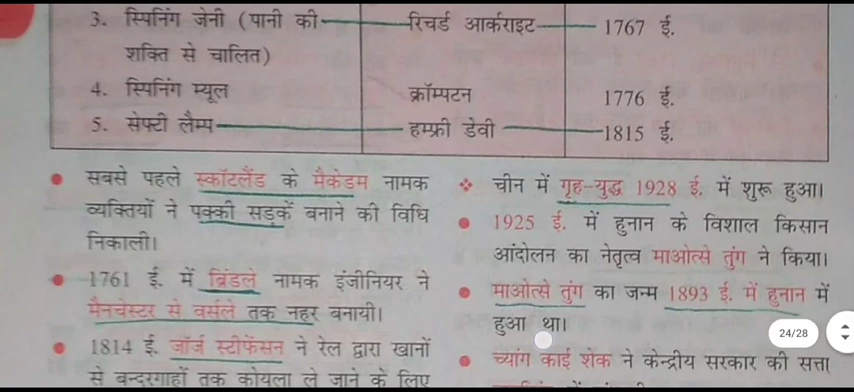 3. स्पिनिंग जेनी (पानी की रिचर्ड आर्कराइट 1767 ई.
शक्ति से चालित)
4. स्पिनिंग म्यूल क्रॉम्पटन 1776 ई.
5. सेफ्टी लैम्प हम्फ्री डेवी 1815 ई.
सबसे पहले स्कॉटलैंड के मैकेडम नामक
व्यक्तियों ने पक्की सड़कें बनाने की विधि
निकाली।
1761 ई. में ब्रिंडले नामक इंजीनियर ने
मैनचेस्टर से वर्सले तक नहर बनायी।
1814 ई. जॉर्ज स्टीफेंसन ने रेल द्वारा खानों
से बन्दरगाहों तक कोयला ले जाने के लिए
चीन में गृह-युद्ध 1928 ई. में शुरू हुआ।
1925 ई. में हुनान के विशाल किसान
आंदोलन का नेतृत्व माओत्से तुंग ने किया।
माओत्से तुंग का जन्म 1893 ई. में हुनान में
हुआ था।
च्यांग काई शेक ने केन्द्रीय सरकार की सत्ता
24/28